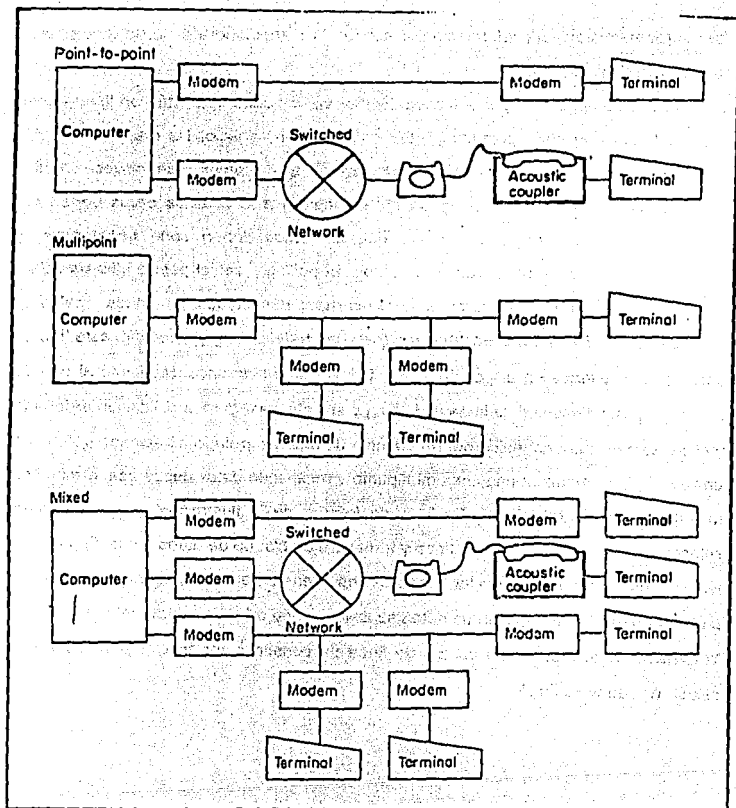 Point-to-point
Modem
Modem
Terminal
Computer
Switched
Modem
Acoustic
coupler
Terminal
Network
Multipoint
Computer
Modem
Modem
Terminal
Modem
Modem
Terminal
Terminal
Mixed
Modem
Modem
Terminal
Switched
Computer
Modem
Acoustic
coupler
Terminal
Network
Modem
Modem
Terminal
Modem
Modem
Terminal
Terminal